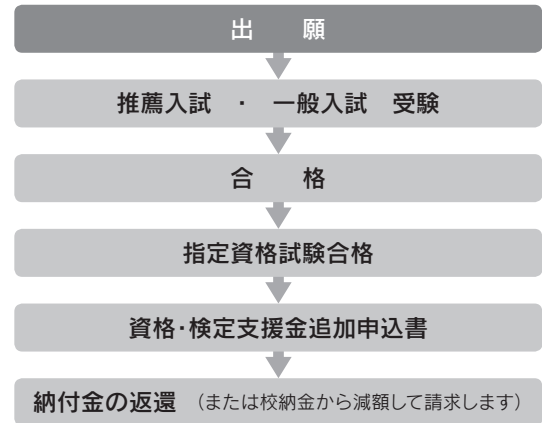 出　願
推薦入試 ・ 一般入試　受験
合　格
指定資格試験合格
資格・検定支援金追加申込書
納付金の返還 （または校納金から減額して請求します）